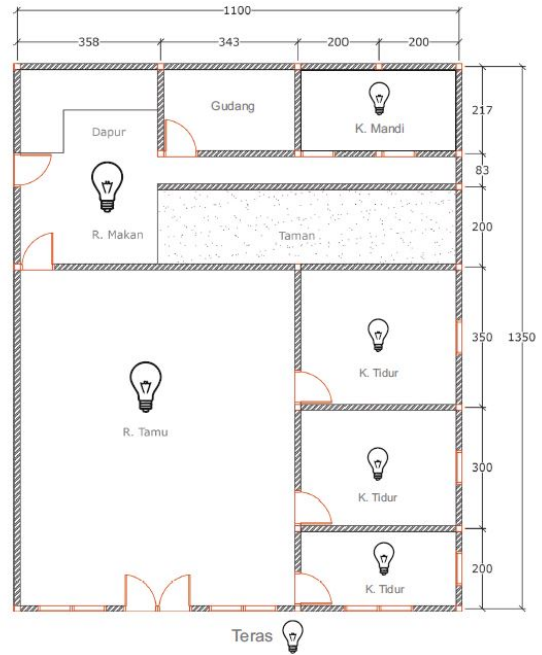 1100
358
343
200
200
Gudang
K. Mandi
217
Dapur
83
R. Makan
Taman
200
350
1350
K. Tidur
R. Tamu
K. Tidur
300
K. Tidur
200
Teras